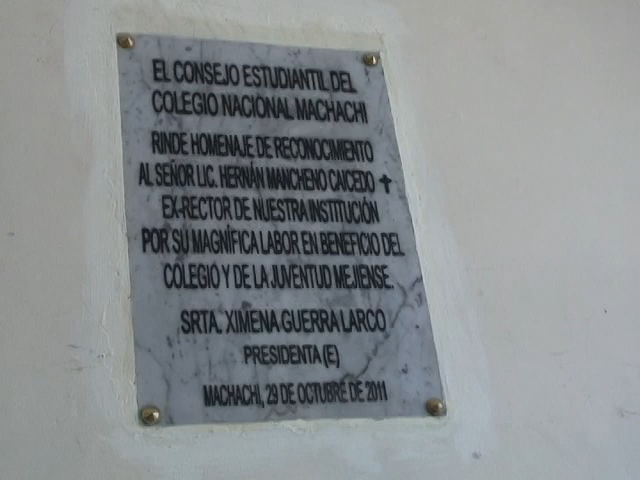 EL CONSEJO ESTUDIANTIL DEL
COLEGIO NACIONAL MACHACHI
RINDE HOMENAJE DE RECONOCIMIENTO
AL SEÑOR LIC. HERNÁN MANCHENO CAICEDO ✝
EX-RECTOR DE NUESTRA INSTITUCIÓN
POR SU MAGNÍFICA LABOR EN BENEFICIO DEL
COLEGIO Y DE LA JUVENTUD MEJIENSE.
SRTA. XIMENA GUERRA LARCO
PRESIDENTA (E)
MACHACHI, 29 DE OCTUBRE DE 2011